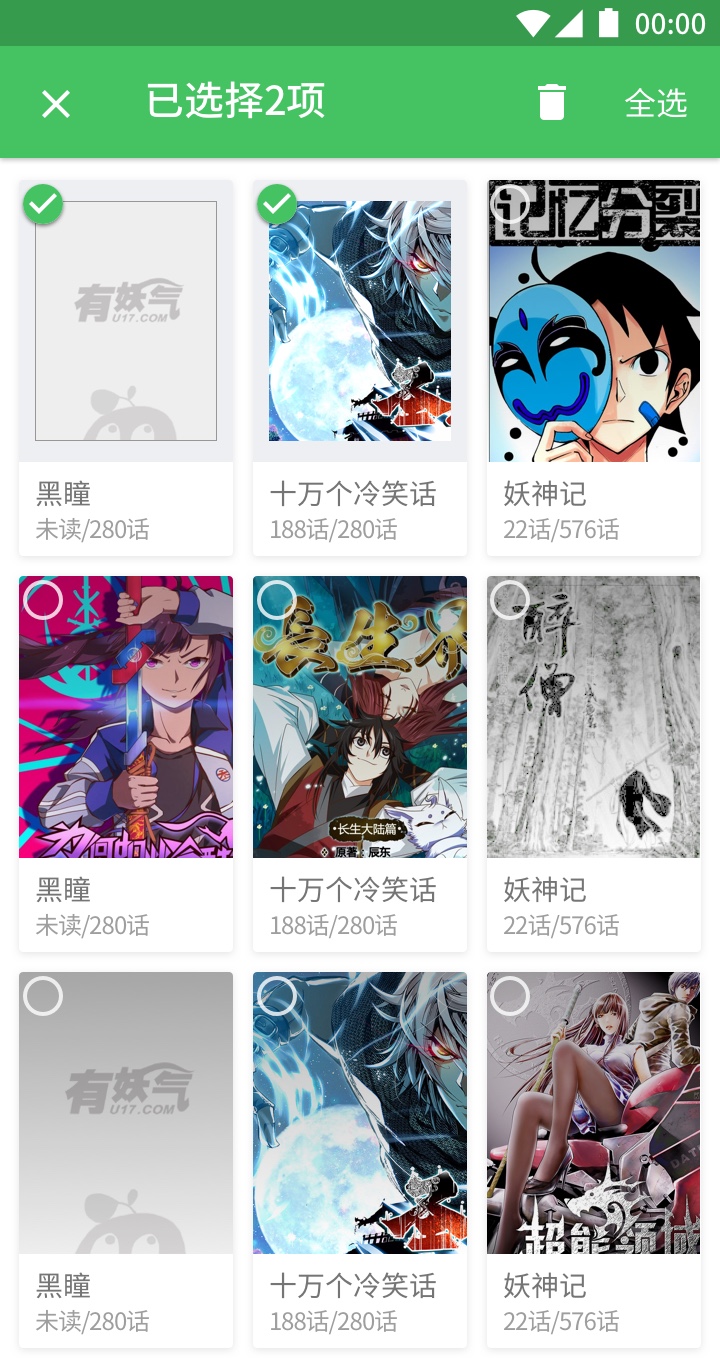 00:00
已选择2项
全选
有妖气
U17.COM
记忆分裂
黑瞳
未读/280话
十万个冷笑话
188话/280话
妖神记
22话/576话
長生界
·长生大陆篇·
原著：辰东
醉僧
黑瞳
未读/280话
十万个冷笑话
188话/280话
妖神记
22话/576话
有妖气
U17.COM
DATA
超能领域
黑瞳
未读/280话
十万个冷笑话
188话/280话
妖神记
22话/576话